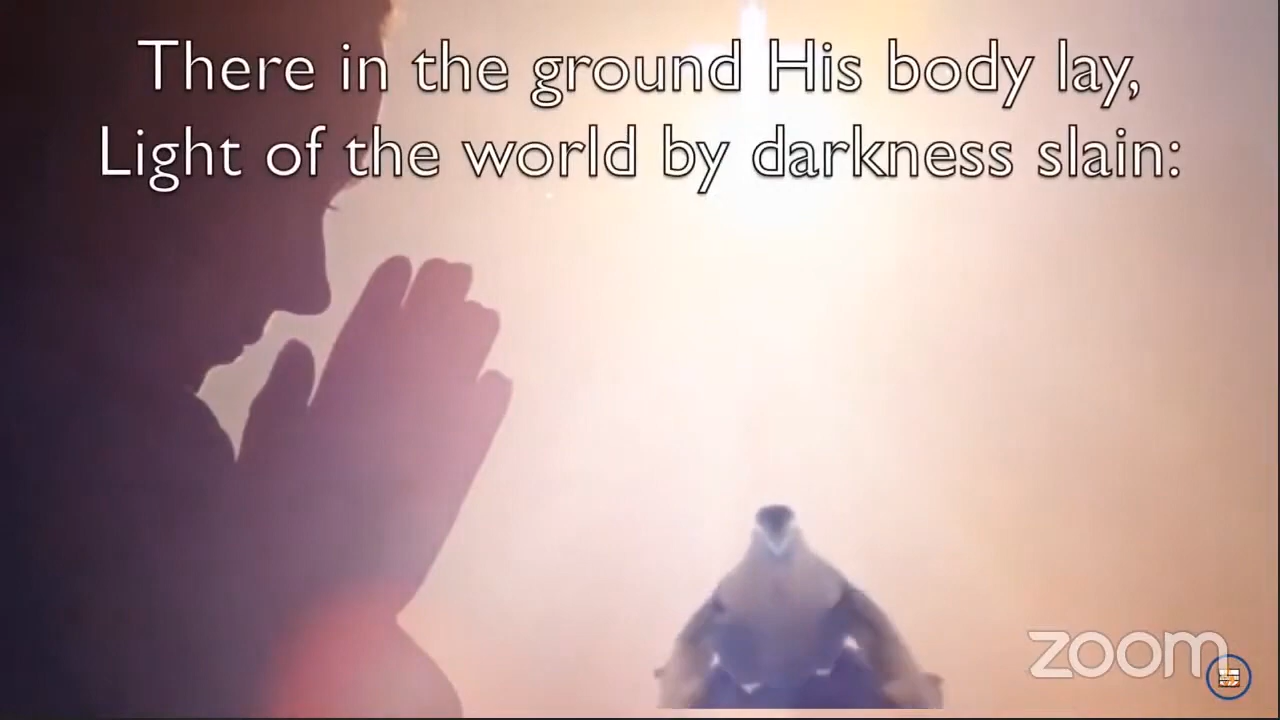 There in the ground His body lay,
Light of the world by darkness slain:
zoom